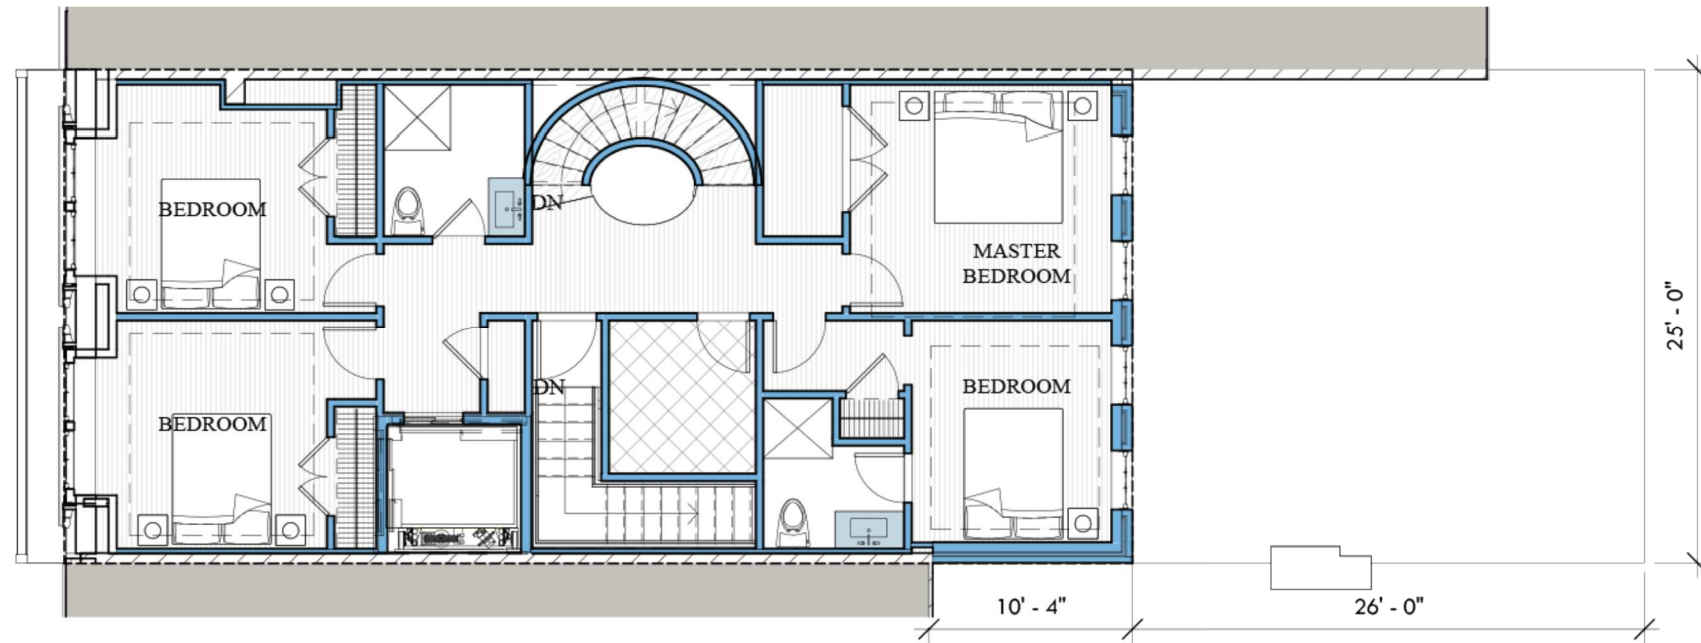 DN
BEDROOM
MASTER
BEDROOM
25' - 0"
DN
BEDROOM
BEDROOM
10' - 4"
26' - 0"